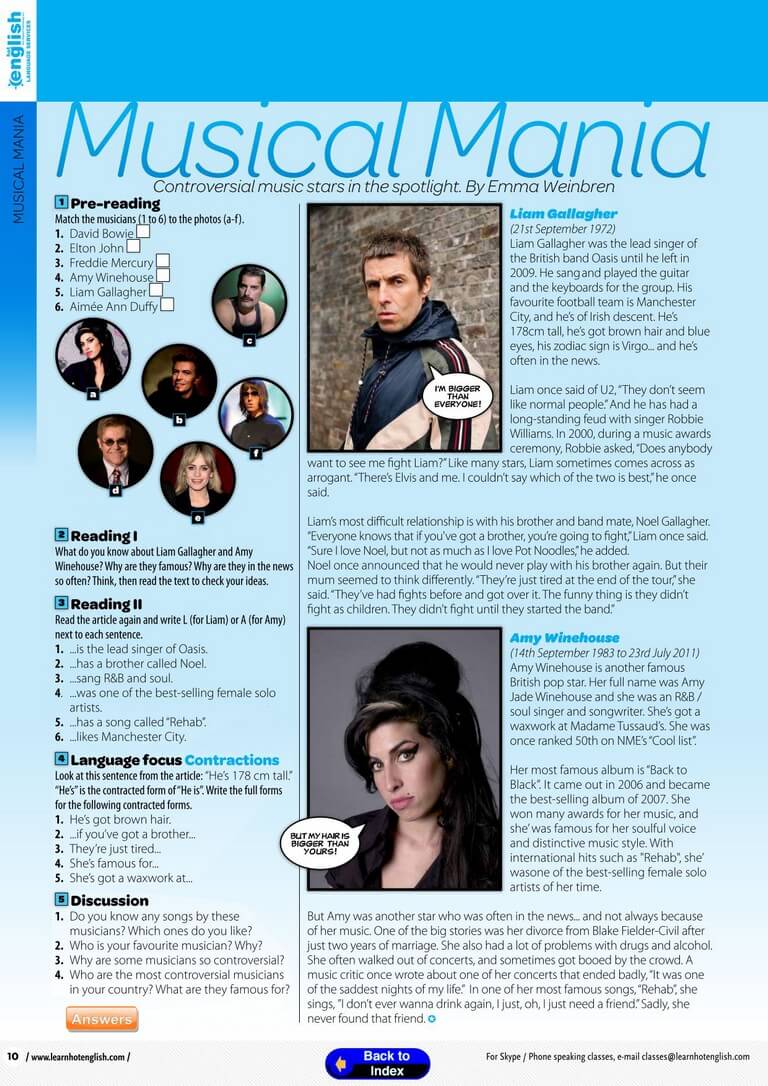 Hot
english
LANGUAGE SERVICES
MUSICAL MANIA
Musical Mania
Controversial music stars in the spotlight. By Emma Weinbren
1 Pre-reading
Match the musicians (1 to 6) to the photos (a-f).
1. David Bowie
2. Elton John
3. Freddie Mercury
4. Amy Winehouse
5. Liam Gallagher
6. Aimée Ann Duffy
a
b
c
d
e
f
2 Reading I
What do you know about Liam Gallagher and Amy
Winehouse? Why are they famous? Why are they in the news
so often? Think, then read the text to check your ideas.
3 Reading II
Read the article again and write L (for Liam) or A (for Amy)
next to each sentence.
1. ...is the lead singer of Oasis.
2. ...has a brother called Noel.
3. ...sang R&B and soul.
4. ...was one of the best-selling female solo
artists.
5. ...has a song called "Rehab".
6. ...likes Manchester City.
4 Language focus Contractions
Look at this sentence from the article: "He's 178 cm tall."
"He's" is the contracted form of "He is". Write the full forms
for the following contracted forms.
1. He's got brown hair.
2. ...if you've got a brother...
3. They're just tired...
4. She's famous for...
5. She's got a waxwork at...
5 Discussion
1. Do you know any songs by these
musicians? Which ones do you like?
2. Who is your favourite musician? Why?
3. Why are some musicians so controversial?
4. Who are the most controversial musicians
in your country? What are they famous for?
Answers
I'M BIGGER
THAN
EVERYONE!
Liam Gallagher
(21st September 1972)
Liam Gallagher was the lead singer of
the British band Oasis until he left in
2009. He sang and played the guitar
and the keyboards for the group. His
favourite football team is Manchester
City, and he's of Irish descent. He's
178cm tall, he's got brown hair and blue
eyes, his zodiac sign is Virgo... and he's
often in the news.
Liam once said of U2, "They don't seem
like normal people." And he has had a
long-standing feud with singer Robbie
Williams. In 2000, during a music awards
ceremony, Robbie asked, "Does anybody
want to see me fight Liam?" Like many stars, Liam sometimes comes across as
arrogant. "There's Elvis and me. I couldn't say which of the two is best," he once
said.
Liam's most difficult relationship is with his brother and band mate, Noel Gallagher.
"Everyone knows that if you've got a brother, you're going to fight," Liam once said.
"Sure I love Noel, but not as much as I love Pot Noodles," he added.
Noel once announced that he would never play with his brother again. But their
mum seemed to think differently. "They're just tired at the end of the tour," she
said. "They've had fights before and got over it. The funny thing is they didn't
fight as children. They didn't fight until they started the band."
BUT MY HAIR IS
BIGGER THAN
YOURS!
Amy Winehouse
(14th September 1983 to 23rd July 2011)
Amy Winehouse is another famous
British pop star. Her full name was Amy
Jade Winehouse and she was an R&B /
soul singer and songwriter. She's got a
waxwork at Madame Tussaud's. She was
once ranked 50th on NME's "Cool list".
Her most famous album is "Back to
Black". It came out in 2006 and became
the best-selling album of 2007. She
won many awards for her music, and
she' was famous for her soulful voice
and distinctive music style. With
international hits such as "Rehab", she'
wasone of the best-selling female solo
artists of her time.
But Amy was another star who was often in the news... and not always because
of her music. One of the big stories was her divorce from Blake Fielder-Civil after
just two years of marriage. She also had a lot of problems with drugs and alcohol.
She often walked out of concerts, and sometimes got booed by the crowd. A
music critic once wrote about one of her concerts that ended badly, "It was one
of the saddest nights of my life." In one of her most famous songs, "Rehab", she
sings, "I don't ever wanna drink again, I just, oh, I just need a friend." Sadly, she
never found that friend.
10 / www.learnhotenglish.com /
Back to
Index
For Skype / Phone speaking classes, e-mail classes@learnhotenglish.com